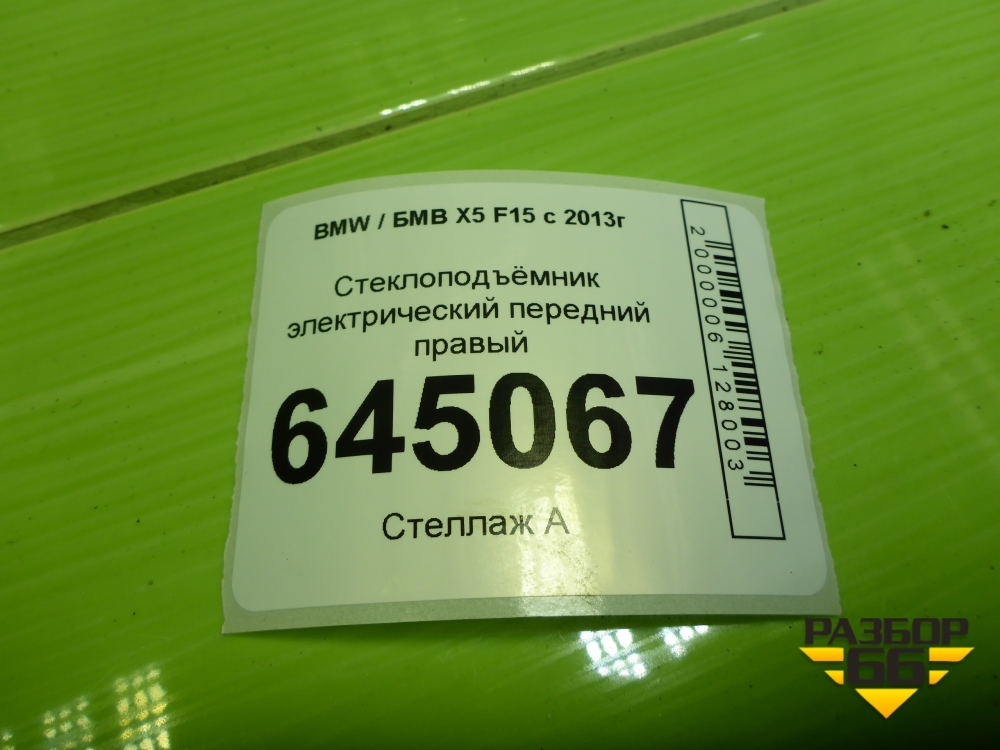 BMW / БМВ X5 F15 с 2013г
Стеклоподъёмник
электрический передний
правый
645067
Стеллаж А
2000006128003
РАЗБОР
66